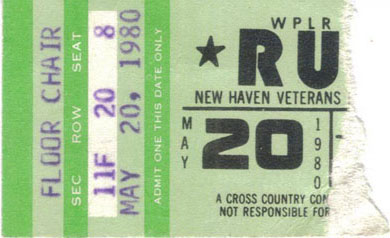 FLOOR CHAIR
SEC ROW SEAT
11F 20 8
MAY 20, 1980
ADMIT ONE THIS DATE ONLY
WPLR
★ RU
NEW HAVEN VETERANS
MAY 20 1980
A CROSS COUNTRY CON
NOT RESPONSIBLE FOR